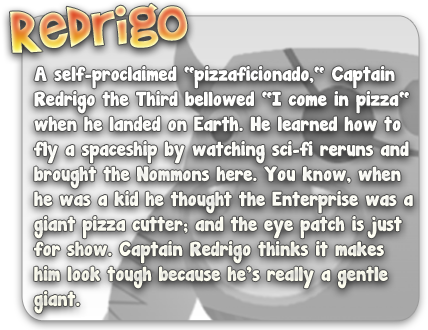 Redrigo
A self-proclaimed "pizzaficionado," Captain
Redrigo the Third bellowed "I come in pizza"
when he landed on Earth. He learned how to
fly a spaceship by watching sci-fi reruns and
brought the Nommons here. You know, when
he was a kid he thought the Enterprise was a
giant pizza cutter; and the eye patch is just
for show. Captain Redrigo thinks it makes
him look tough because he's really a gentle
giant.